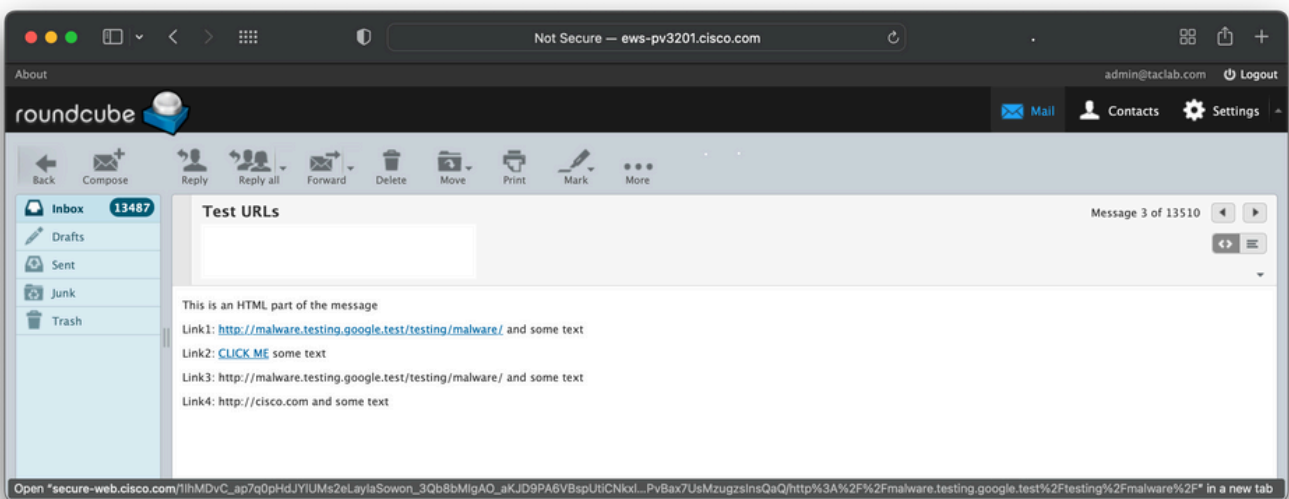 Not Secure — ews-pv3201.cisco.com
About
admin@taclab.com Logout
roundcube
Mail Contacts Settings
Back Compose Reply Reply all Forward Delete Move Print Mark More
Inbox 13487
Drafts
Sent
Junk
Trash
Test URLs
Message 3 of 13510
This is an HTML part of the message
Link1: http://malware.testing.google.test/testing/malware/ and some text
Link2: CLICK ME some text
Link3: http://malware.testing.google.test/testing/malware/ and some text
Link4: http://cisco.com and some text
Open "secure-web.cisco.com/1IhMDvC_ap7q0pHdJYIUMs2eLayIaSowon_3Qb8bMIgAO_aKJD9PA6VBspUtiCNkxl...PvBax7UsMzugzsInsQaQ/http%3A%2F%2Fmalware.testing.google.test%2Ftesting%2Fmalware%2F" in a new tab